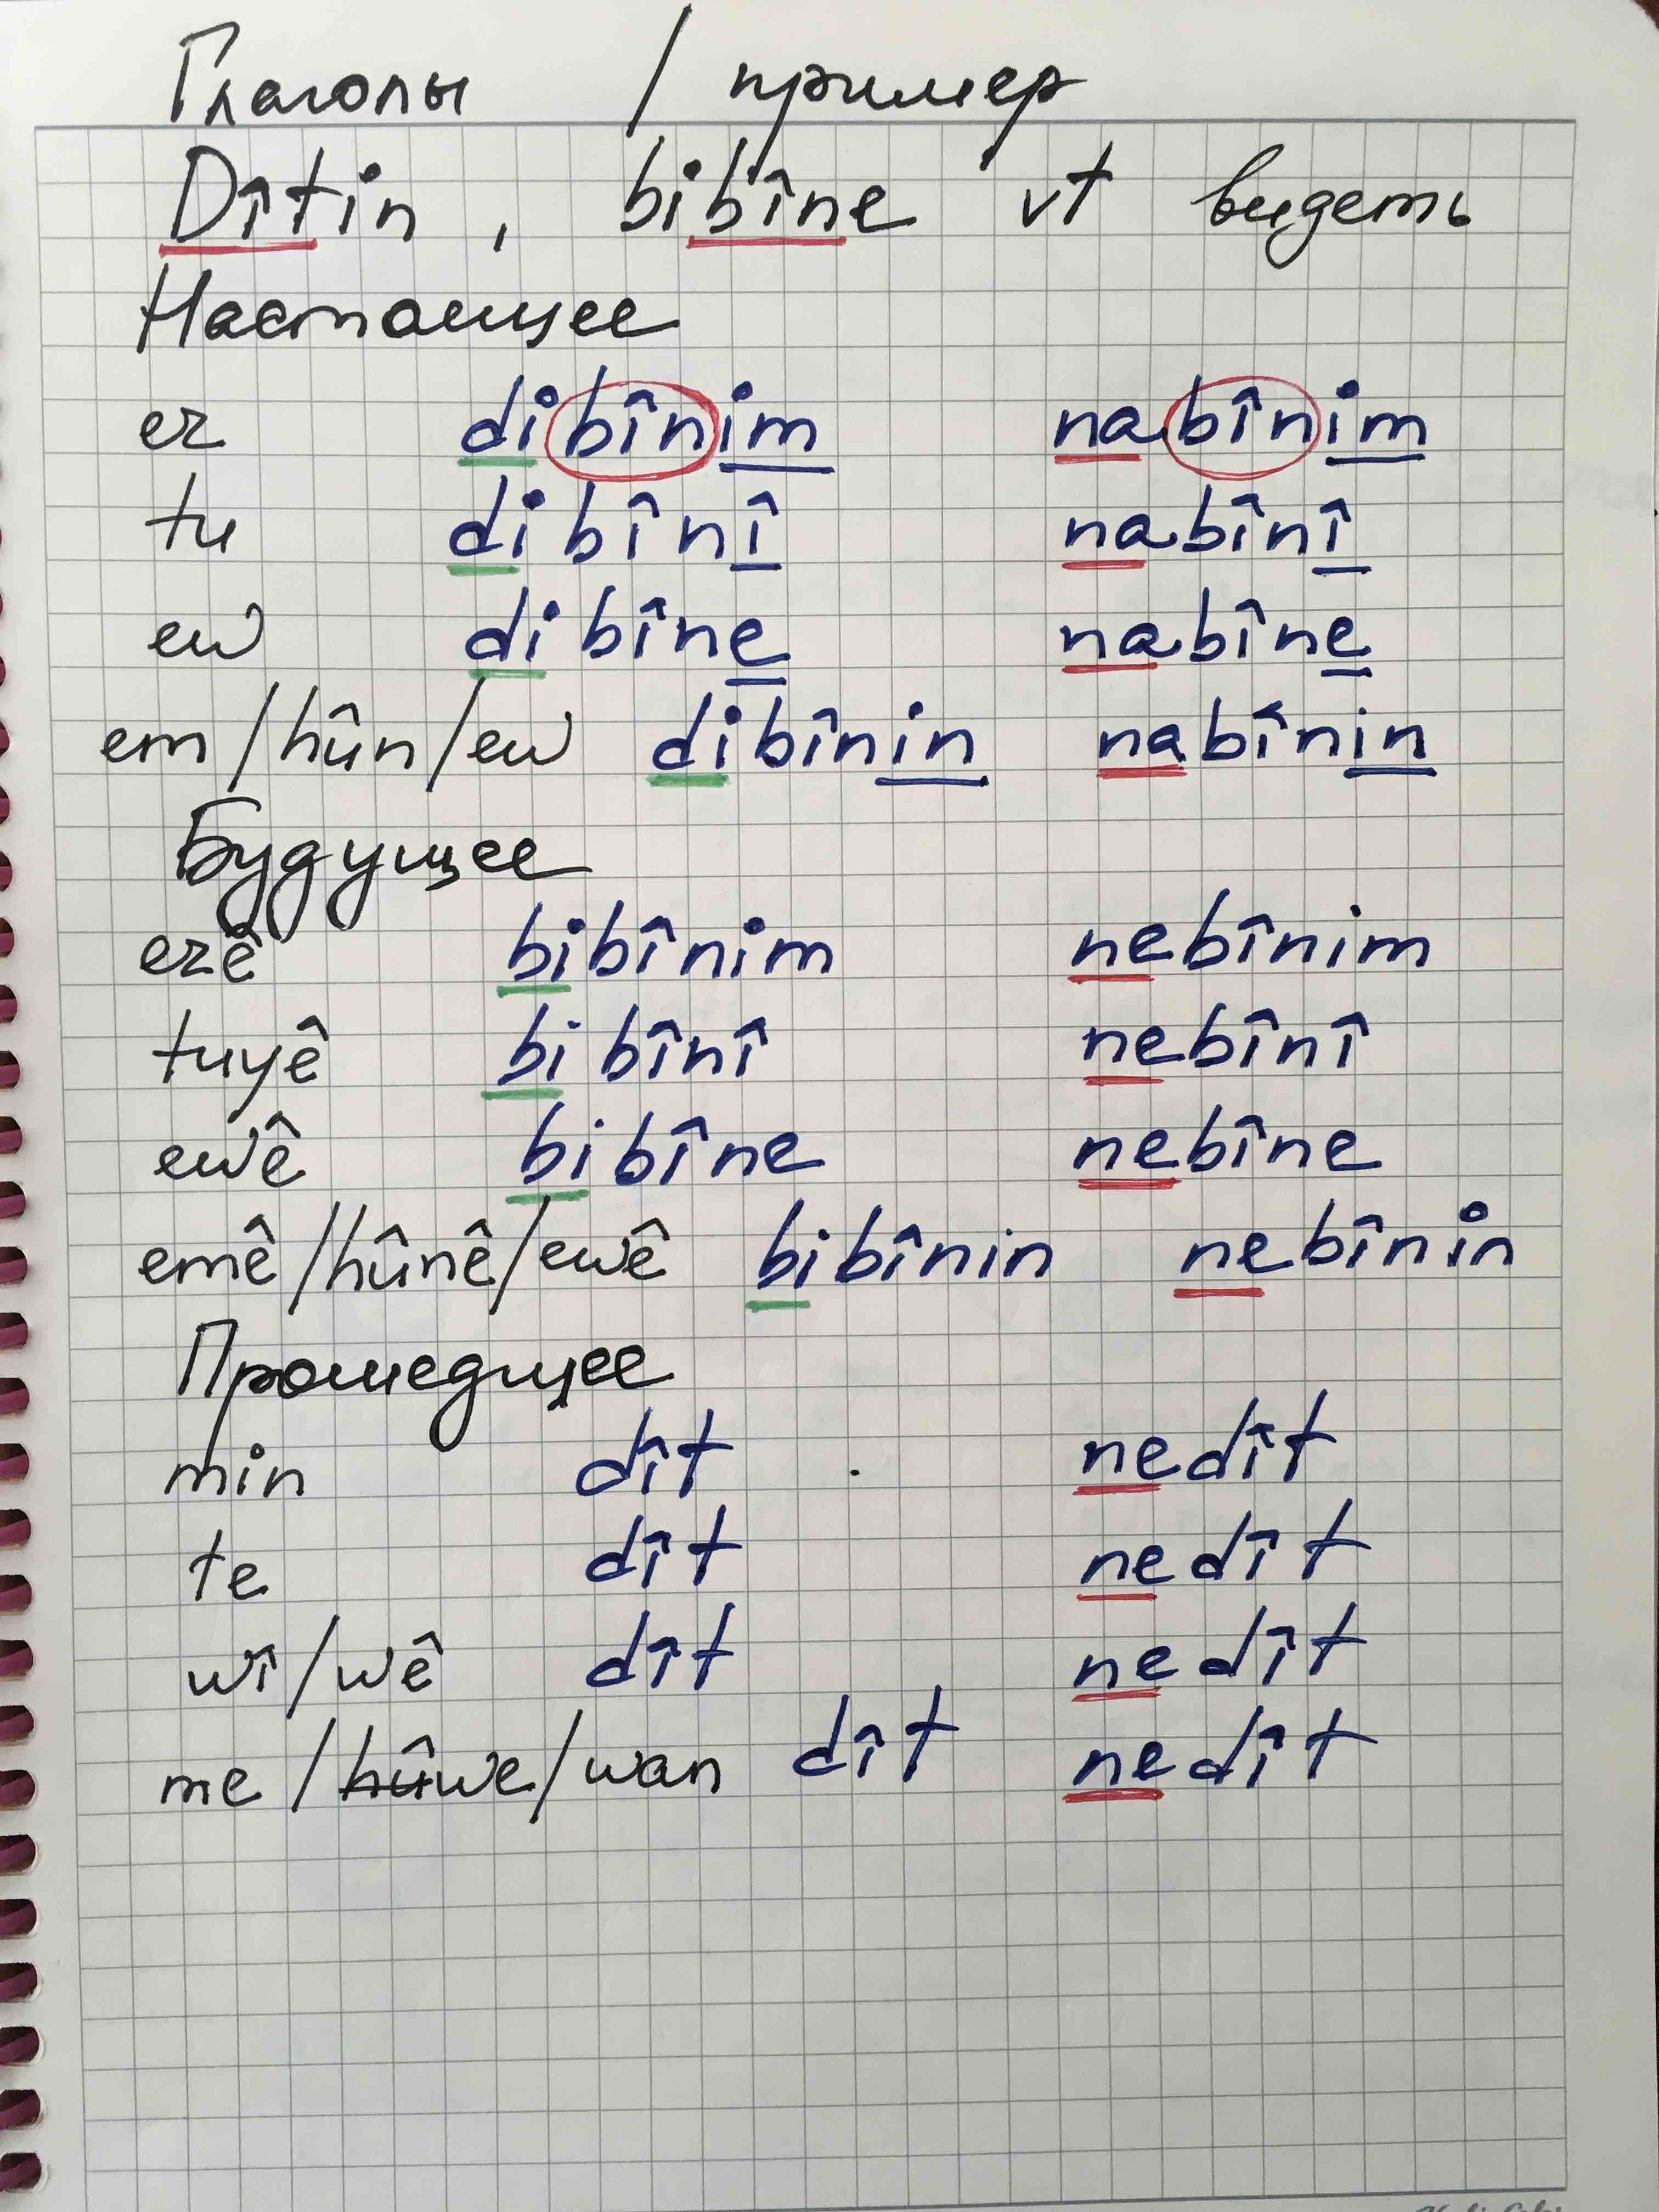 Глаголы / пример
Dîtin, bibîne vt видеть
Настоящее
ez dibînim nabînim
tu dibînî nabînî
ew dibîne nabîne
em/hûn/ew dibînin nabînin
Будущее
ezê bibînim nebînim
tuyê bibînî nebînî
ewê bibîne nebîne
emê/hûnê/ewê bibînin nebînin
Прошедщее
min dît nedît
te dît nedît
wî/wê dît nedît
me/hûwe/wan dît nedît